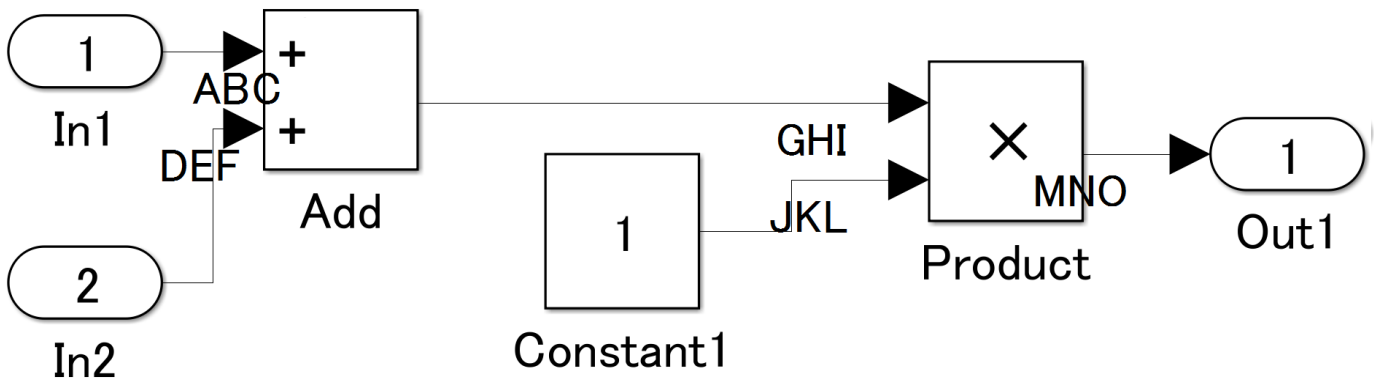 1
In1
ABC
+
+
DEF
Add
2
In2
GHI
JKL
1
Constant1
×
Product
MNO
1
Out1